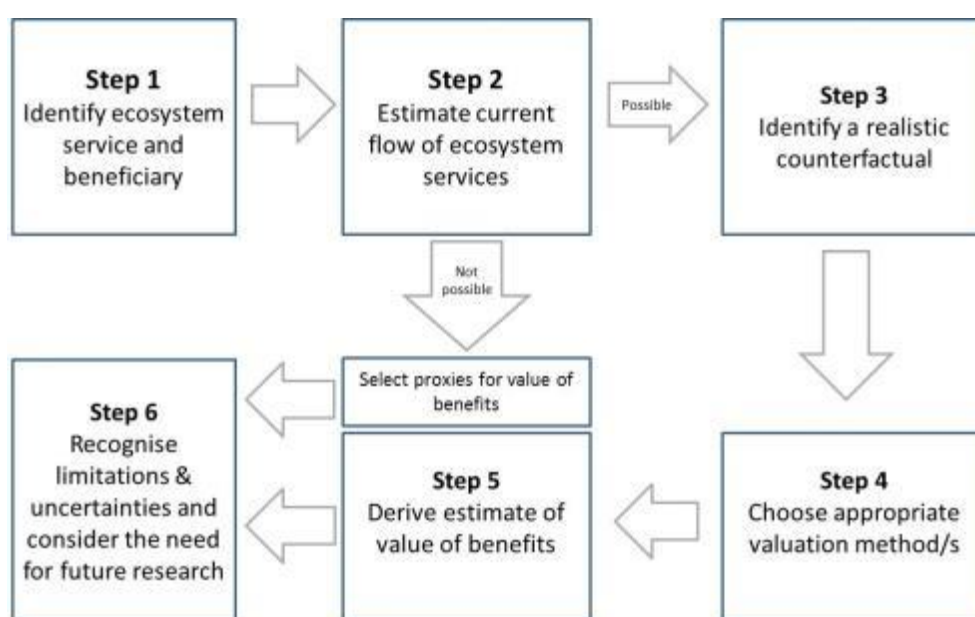 Step 1
Identify ecosystem
service and
beneficiary
Step 2
Estimate current
flow of ecosystem
services
Possible
Step 3
Identify a realistic
counterfactual
Not
possible
Select proxies for value of
benefits
Step 4
Choose appropriate
valuation method/s
Step 5
Derive estimate of
value of benefits
Step 6
Recognise
limitations &
uncertainties and
consider the need
for future research